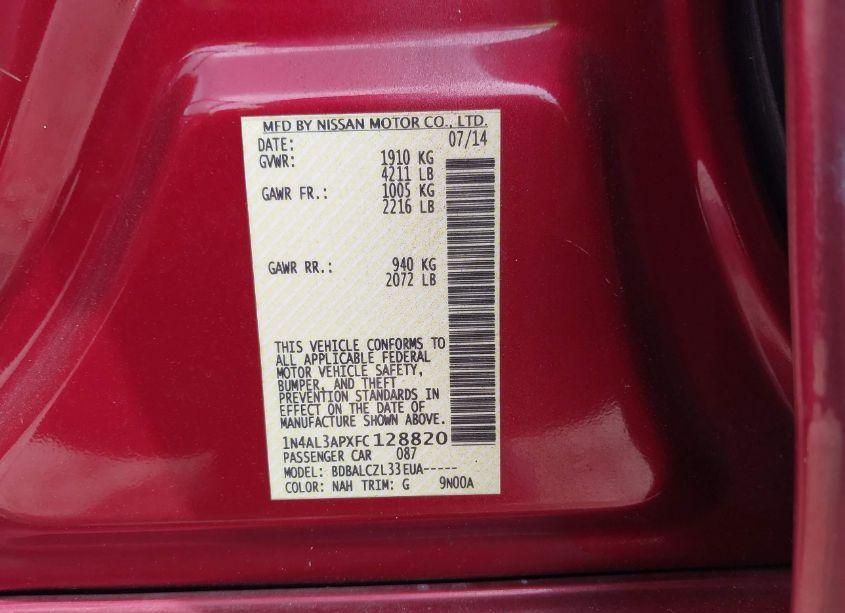 MFD BY NISSAN MOTOR CO., LTD.
DATE: 07/14
GVWR: 1910 KG
4211 LB
GAWR FR.: 1005 KG
2216 LB
GAWR RR.: 940 KG
2072 LB
THIS VEHICLE CONFORMS TO
ALL APPLICABLE FEDERAL
MOTOR VEHICLE SAFETY,
BUMPER, AND THEFT
PREVENTION STANDARDS IN
EFFECT ON THE DATE OF
MANUFACTURE SHOWN ABOVE.
1N4AL3APXFC128820
PASSENGER CAR 087
MODEL: BDBALCZL33EUA-----
COLOR: NAH TRIM: G 9N00A